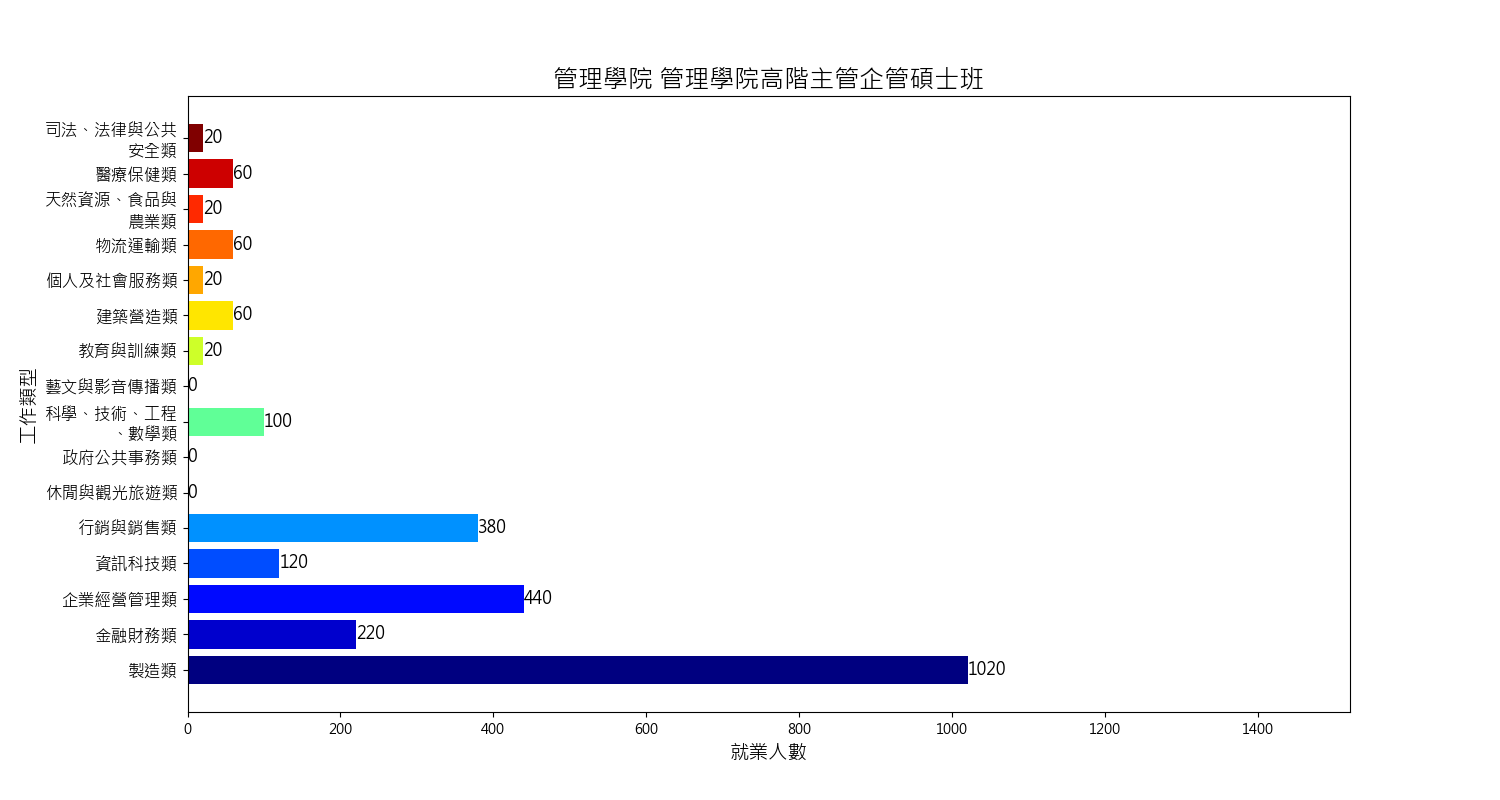 管理學院 管理學院高階主管企管碩士班
工作類型
司法、法律與公共
安全類
20
醫療保健類
60
天然資源、食品與
農業類
20
物流運輸類
60
個人及社會服務類
20
建築營造類
60
教育與訓練類
20
藝文與影音傳播類
0
科學、技術、工程
、數學類
100
政府公共事務類
0
休閒與觀光旅遊類
0
行銷與銷售類
380
資訊科技類
120
企業經營管理類
440
金融財務類
220
製造類
1020
0 200 400 600 800 1000 1200 1400
就業人數